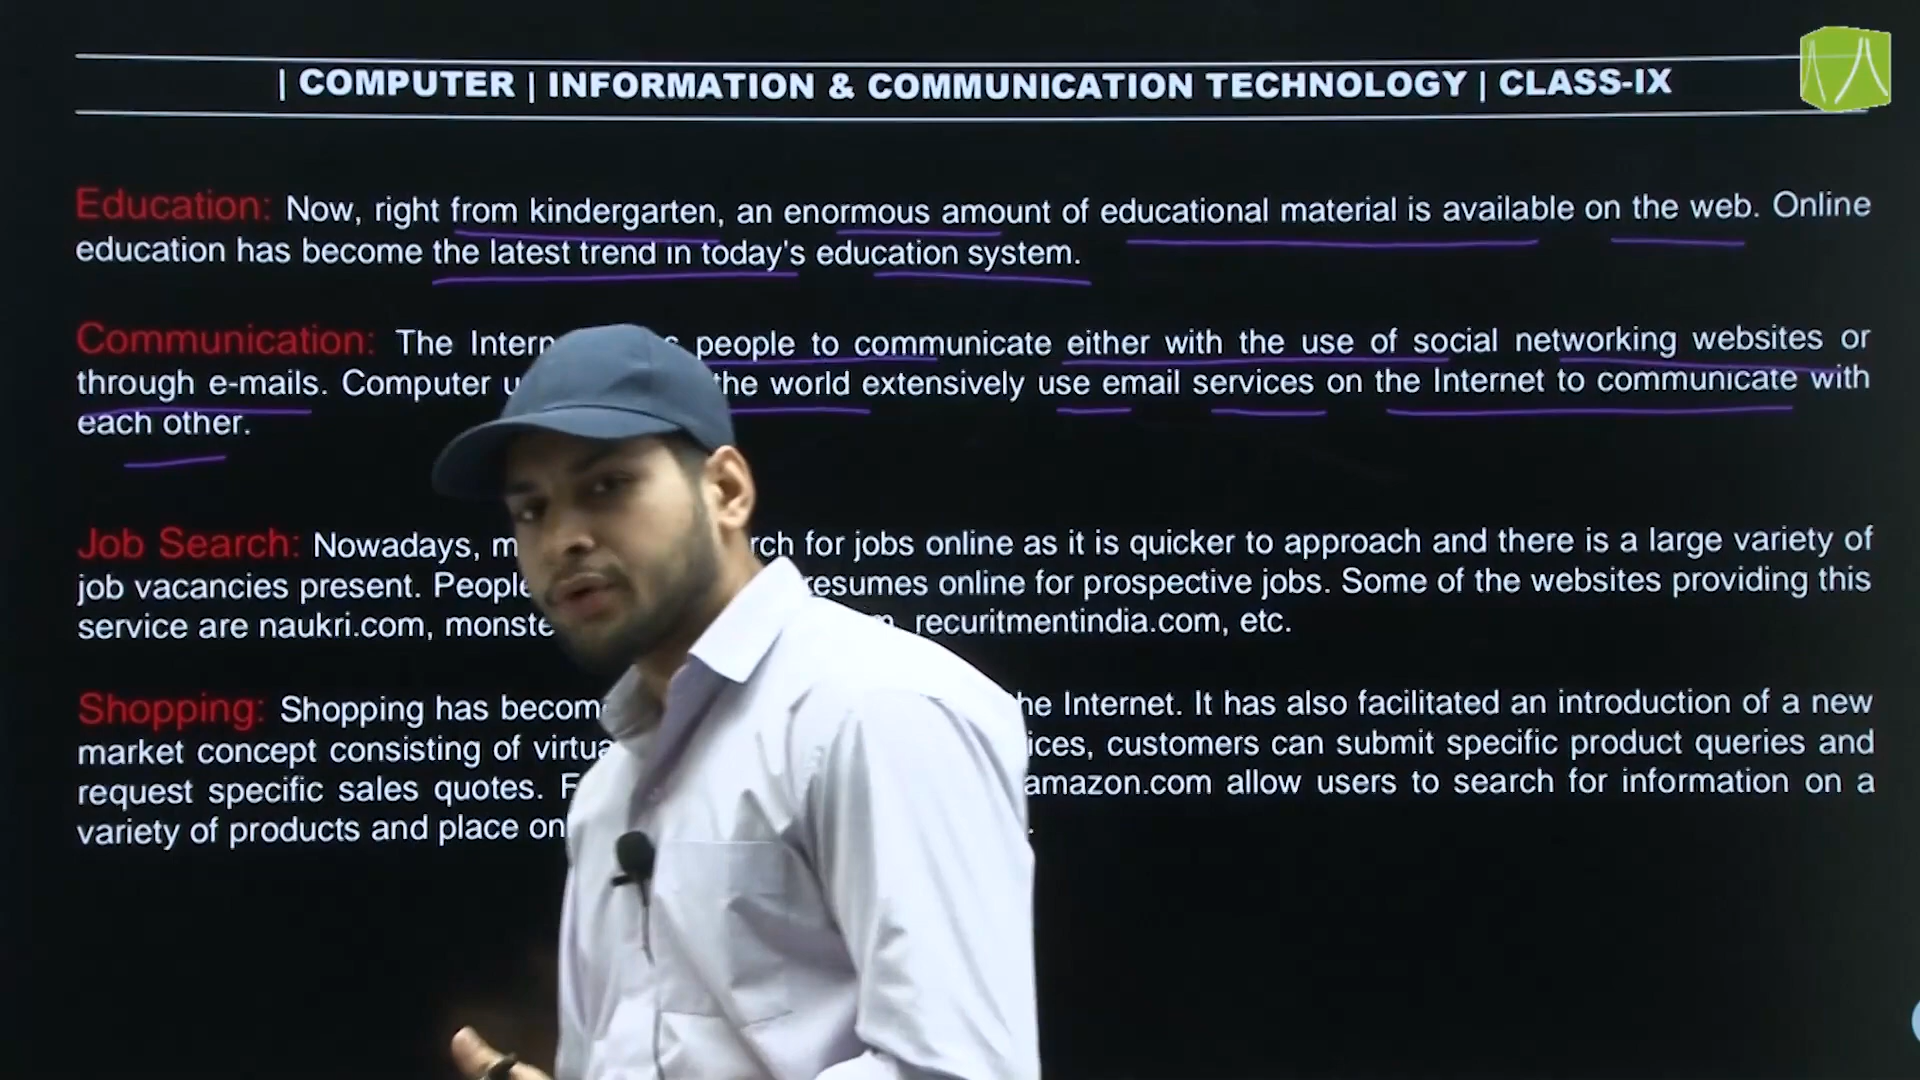 | COMPUTER | INFORMATION & COMMUNICATION TECHNOLOGY | CLASS-IX
Education: Now, right from kindergarten, an enormous amount of educational material is available on the web. Online
education has become the latest trend in today's education system.
Communication: The people to communicate either with the use of social networking websites or
through e-mails. Computer the world extensively use email services on the Internet to communicate with
each other.
Job Search: Nowadays, for jobs online as it is quicker to approach and there is a large variety of
job vacancies present. People resumes online for prospective jobs. Some of the websites providing this
service are naukri.com, recuritmentindia.com, etc.
Shopping: Shopping has the Internet. It has also facilitated an introduction of a new
market concept consisting of customers can submit specific product queries and
request specific sales quotes. amazon.com allow users to search for information on a
variety of products and place